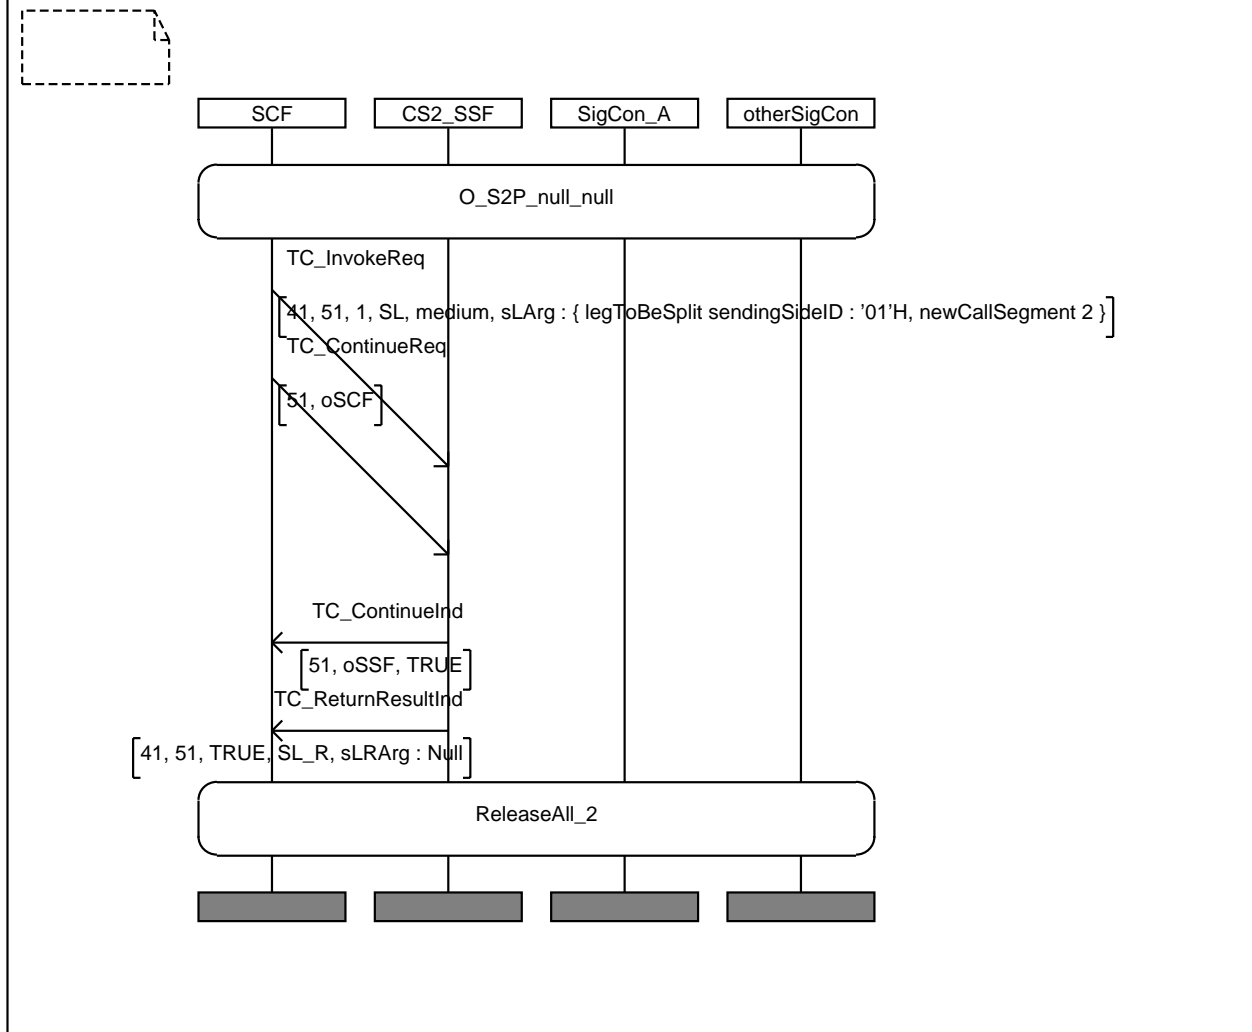 SCF CS2_SSF SigCon_A otherSigCon
O_S2P_null_null
TC_InvokeReq
41, 51, 1, SL, medium, sLArg : { legToBeSplit sendingSideID : ’01’H, newCallSegment 2 }
TC_ContinueReq
51, oSCF
TC_ContinueInd
51, oSSF, TRUE
TC_ReturnResultInd
41, 51, TRUE, SL_R, sLRArg : Null
ReleaseAll_2